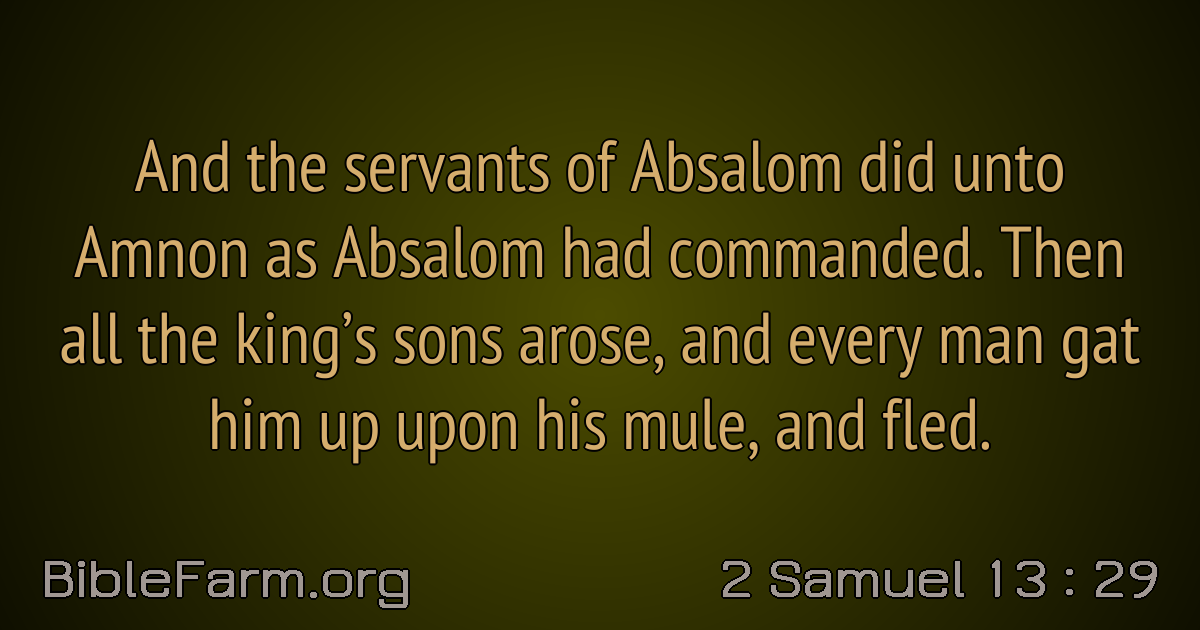 And the servants of Absalom did unto
Amnon as Absalom had commanded. Then
all the king’s sons arose, and every man gat
him up upon his mule, and fled.
BibleFarm.org
2 Samuel 13 : 29